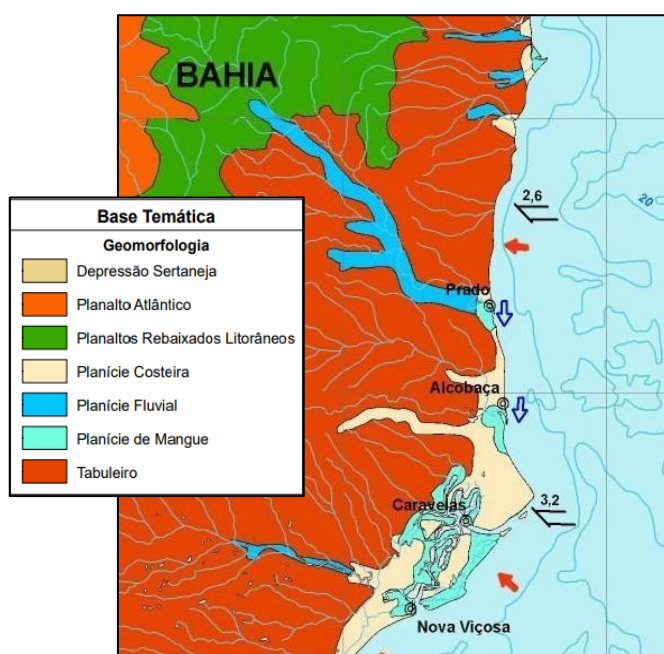 BAHIA
2,6
20
Base Temática
Geomorfologia
Depressão Sertaneja
Planalto Atlântico
Planaltos Rebaixados Litorâneos
Planície Costeira
Planície Fluvial
Planície de Mangue
Tabuleiro
Prado
Alcobaça
Caravelas
3,2
Nova Viçosa